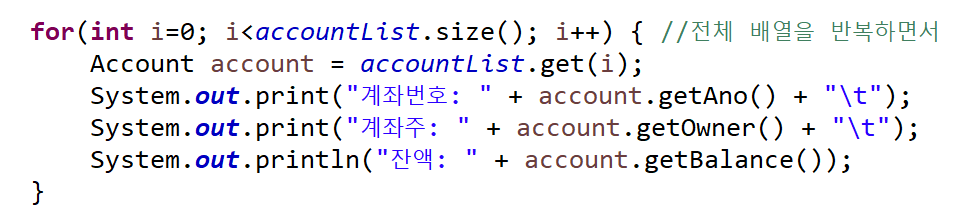 for(int i=0; i<accountList.size(); i++) { //전체 배열을 반복하면서
    Account account = accountList.get(i);
    System.out.print("계좌번호: " + account.getAno() + "\t");
    System.out.print("계좌주: " + account.getOwner() + "\t");
    System.out.println("잔액: " + account.getBalance());
}